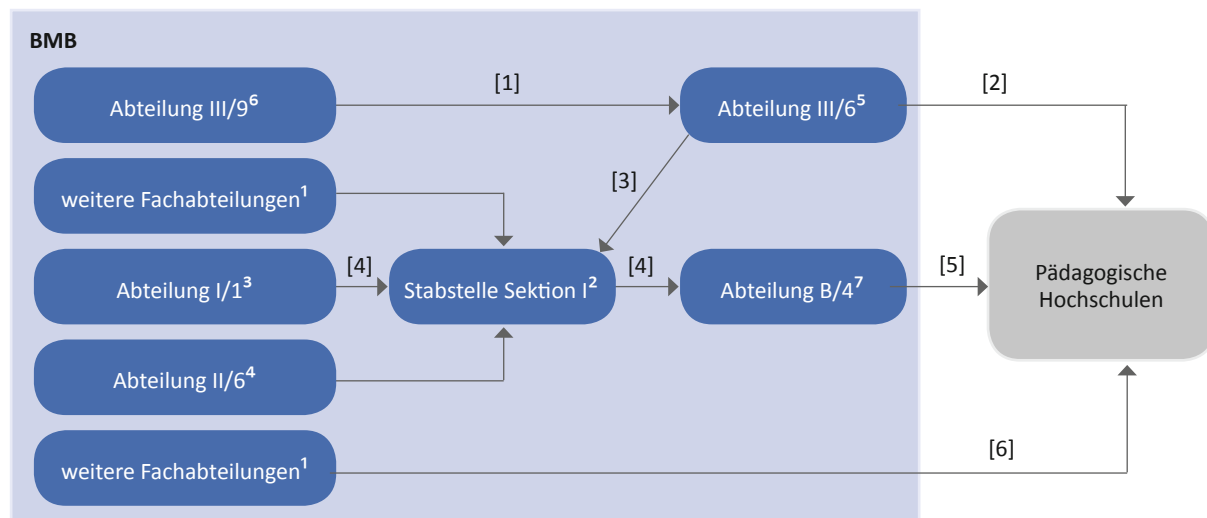 BMB
Abteilung III/9⁶
[1]
Abteilung III/6⁵
[2]
weitere Fachabteilungen¹
[3]
Abteilung I/1³
[4]
Stabstelle Sektion I²
[4]
Abteilung B/4⁷
[5]
Pädagogische
Hochschulen
Abteilung II/6⁴
weitere Fachabteilungen¹
[6]